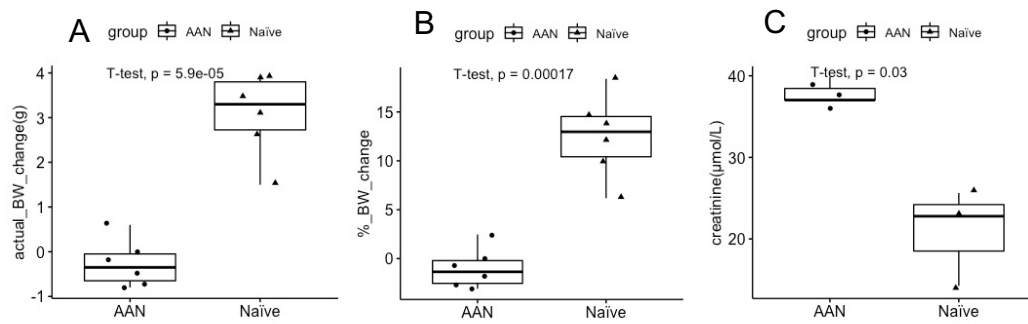 A
group AAN Naïve
T-test, p = 5.9e-05
actual_BW_change(g)
4
3
2
1
0
-1
AAN Naïve
B
group AAN Naïve
T-test, p = 0.00017
%_BW_change
15
10
5
0
AAN Naïve
C
group AAN Naïve
T-test, p = 0.03
creatinine(µmol/L)
40
30
20
AAN Naïve